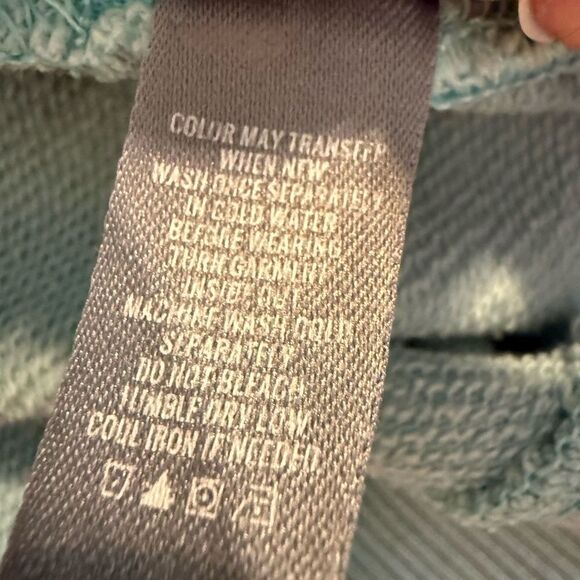 COLOR MAY TRANSFER
WHEN NEW
WASH ONCE SEPARATELY
IN COLD WATER
BEFORE WEARING
TURN GARMENT
INSIDE OUT
MACHINE WASH COLD
SEPARATELY
DO NOT BLEACH
TUMBLE DRY LOW
COOL IRON IF NEEDED